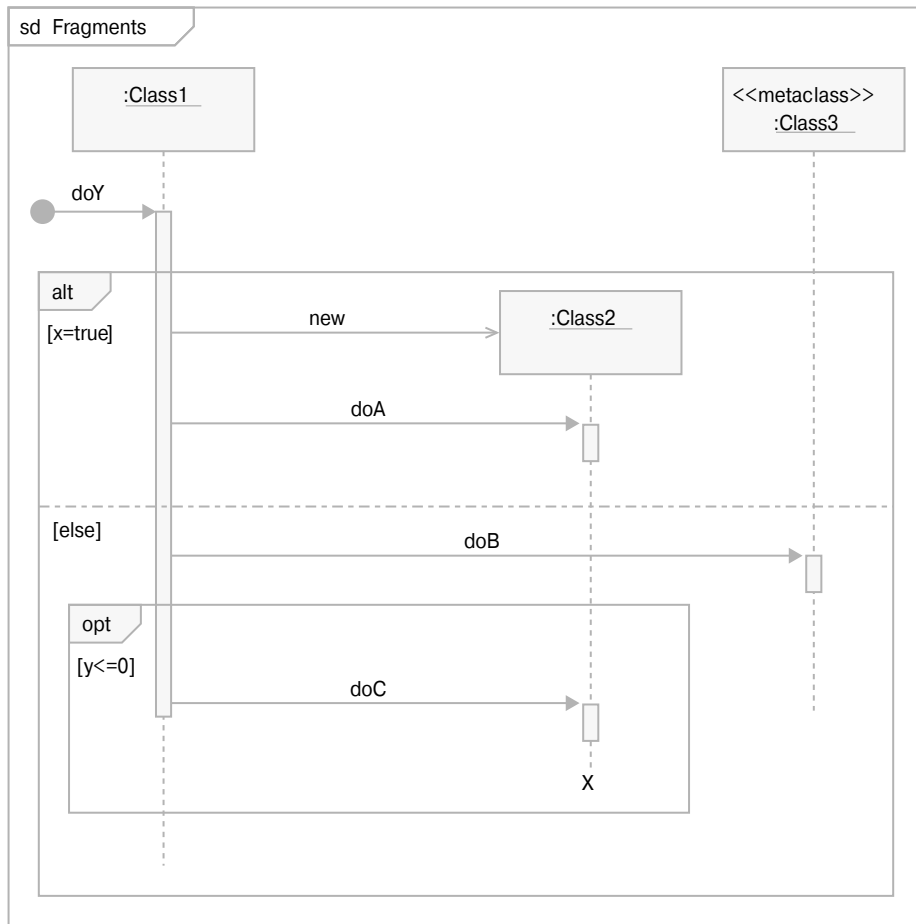 sd Fragments
:Class1
<<metaclass>>
:Class3
doY
alt
[x=true]
new
:Class2
doA
[else]
doB
opt
[y<=0]
doC
X